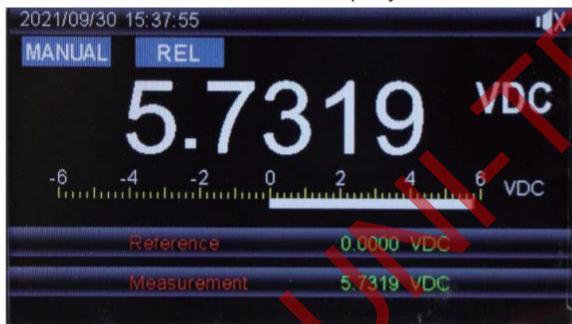 2021/09/30 15:37:55
MANUAL REL
5.7319 VDC
-6 -4 -2 0 2 4 6 VDC
Reference 0.0000 VDC
Measurement 5.7319 VDC
UNI-T